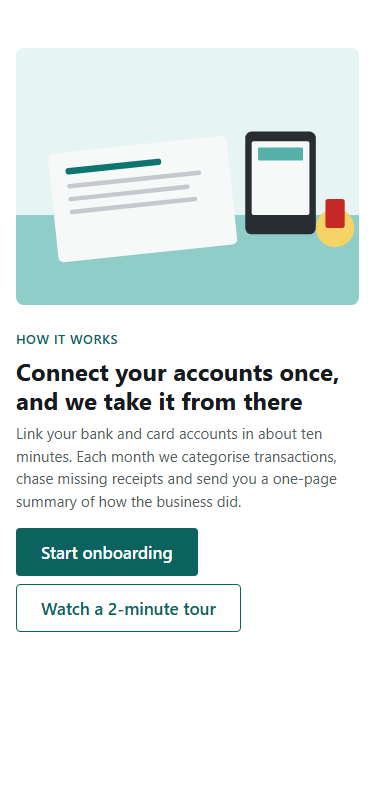 HOW IT WORKS
Connect your accounts once,
and we take it from there
Link your bank and card accounts in about ten
minutes. Each month we categorise transactions,
chase missing receipts and send you a one-page
summary of how the business did.
Start onboarding
Watch a 2-minute tour